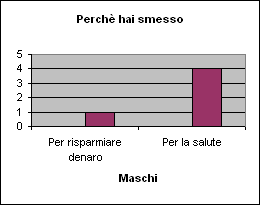 Perchè hai smesso
5
4
3
2
1
0
Per risparmiare
denaro
Per la salute
Maschi